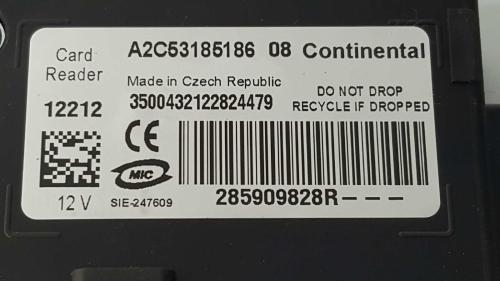 Card
Reader
A2C53185186 08 Continental
Made in Czech Republic
12212
3500432122824479
DO NOT DROP
RECYCLE IF DROPPED
CE
MIC
12 V
SIE-247609
285909828R---